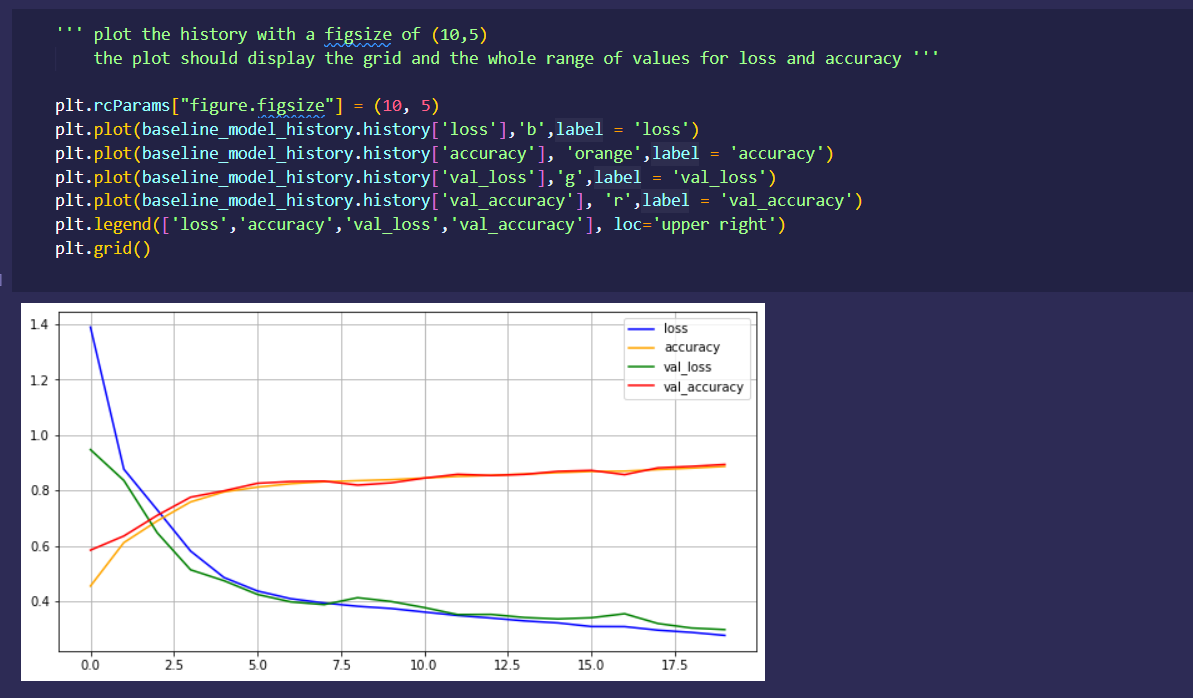 ''' plot the history with a figsize of (10,5)
the plot should display the grid and the whole range of values for loss and accuracy '''
plt.rcParams["figure.figsize"] = (10, 5)
plt.plot(baseline_model_history.history['loss'],'b',label = 'loss')
plt.plot(baseline_model_history.history['accuracy'], 'orange',label = 'accuracy')
plt.plot(baseline_model_history.history['val_loss'],'g',label = 'val_loss')
plt.plot(baseline_model_history.history['val_accuracy'], 'r',label = 'val_accuracy')
plt.legend(['loss','accuracy','val_loss','val_accuracy'], loc='upper right')
plt.grid()
1.4
1.2
1.0
0.8
0.6
0.4
loss
accuracy
val_loss
val_accuracy
0.0 2.5 5.0 7.5 10.0 12.5 15.0 17.5